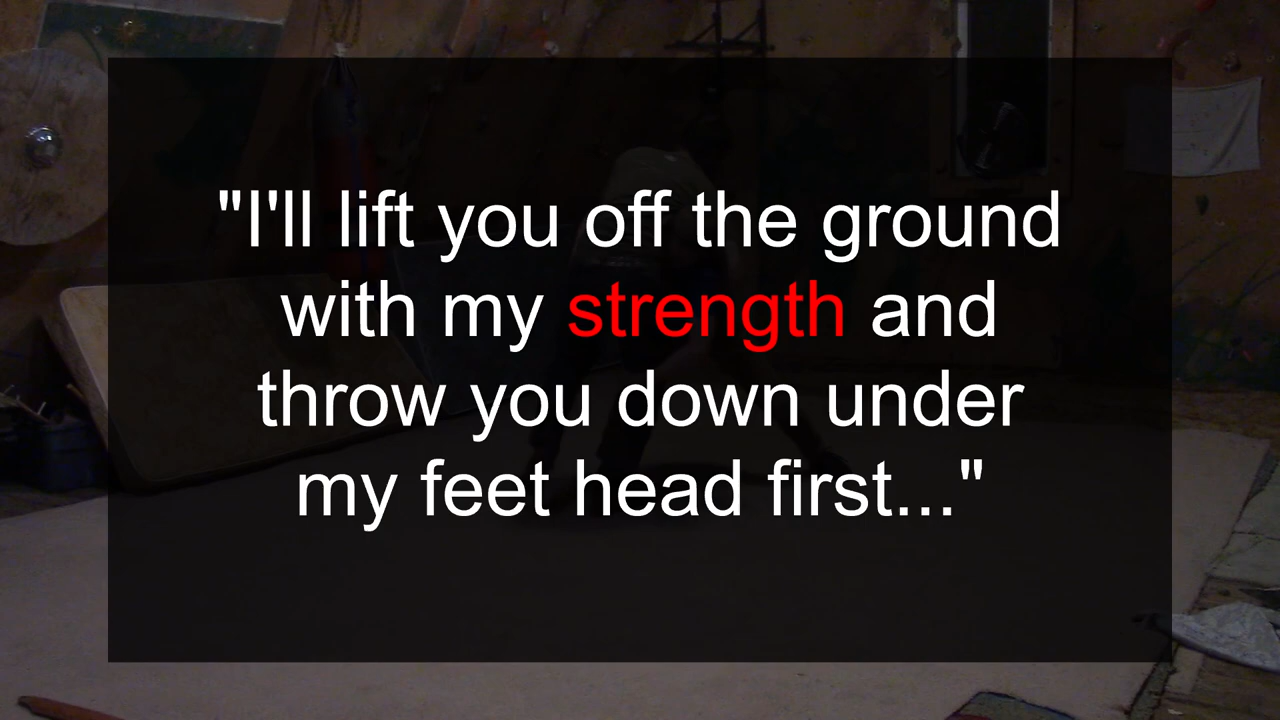 "I'll lift you off the ground
with my strength and
throw you down under
my feet head first..."